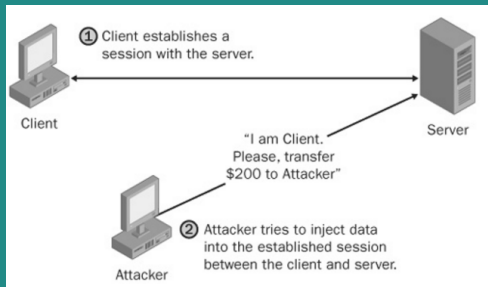 1 Client establishes a
session with the server.
Client
Server
"I am Client.
Please, transfer
$200 to Attacker"
2 Attacker tries to inject data
into the established session
between the client and server.
Attacker